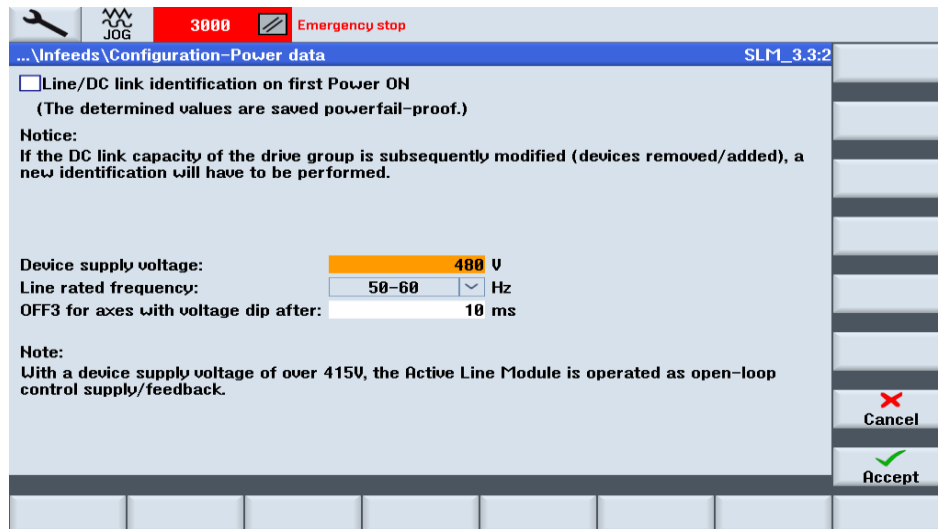 JOG
3000
Emergency stop
...\Infeeds\Configuration-Power data
SLM_3.3:2
Line/DC link identification on first Power ON
(The determined values are saved powerfail-proof.)
Notice:
If the DC link capacity of the drive group is subsequently modified (devices removed/added), a
new identification will have to be performed.
Device supply voltage:
480 V
Line rated frequency:
50-60 Hz
OFF3 for axes with voltage dip after:
10 ms
Note:
With a device supply voltage of over 415V, the Active Line Module is operated as open-loop
control supply/feedback.
Cancel
Accept